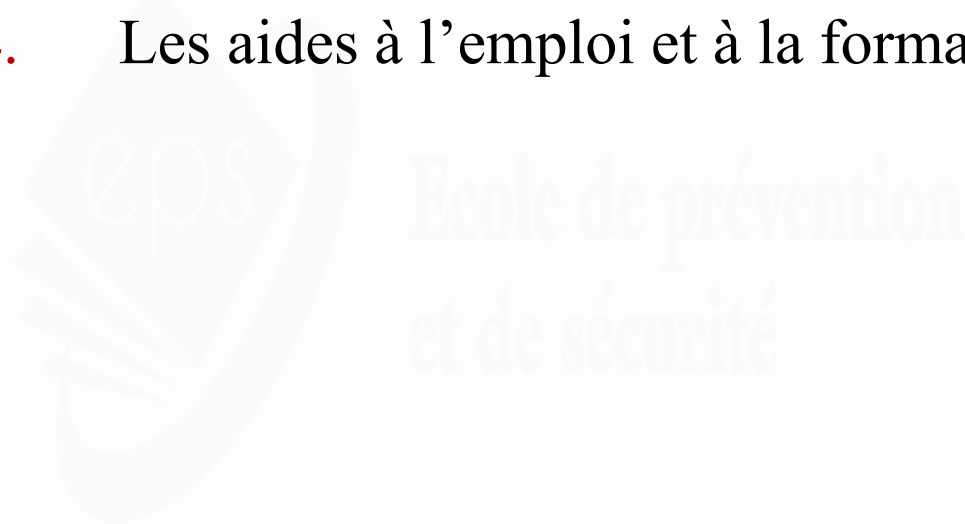 . Les aides à l’emploi et à la forma
eps
Ecole de prévention
et de sécurité